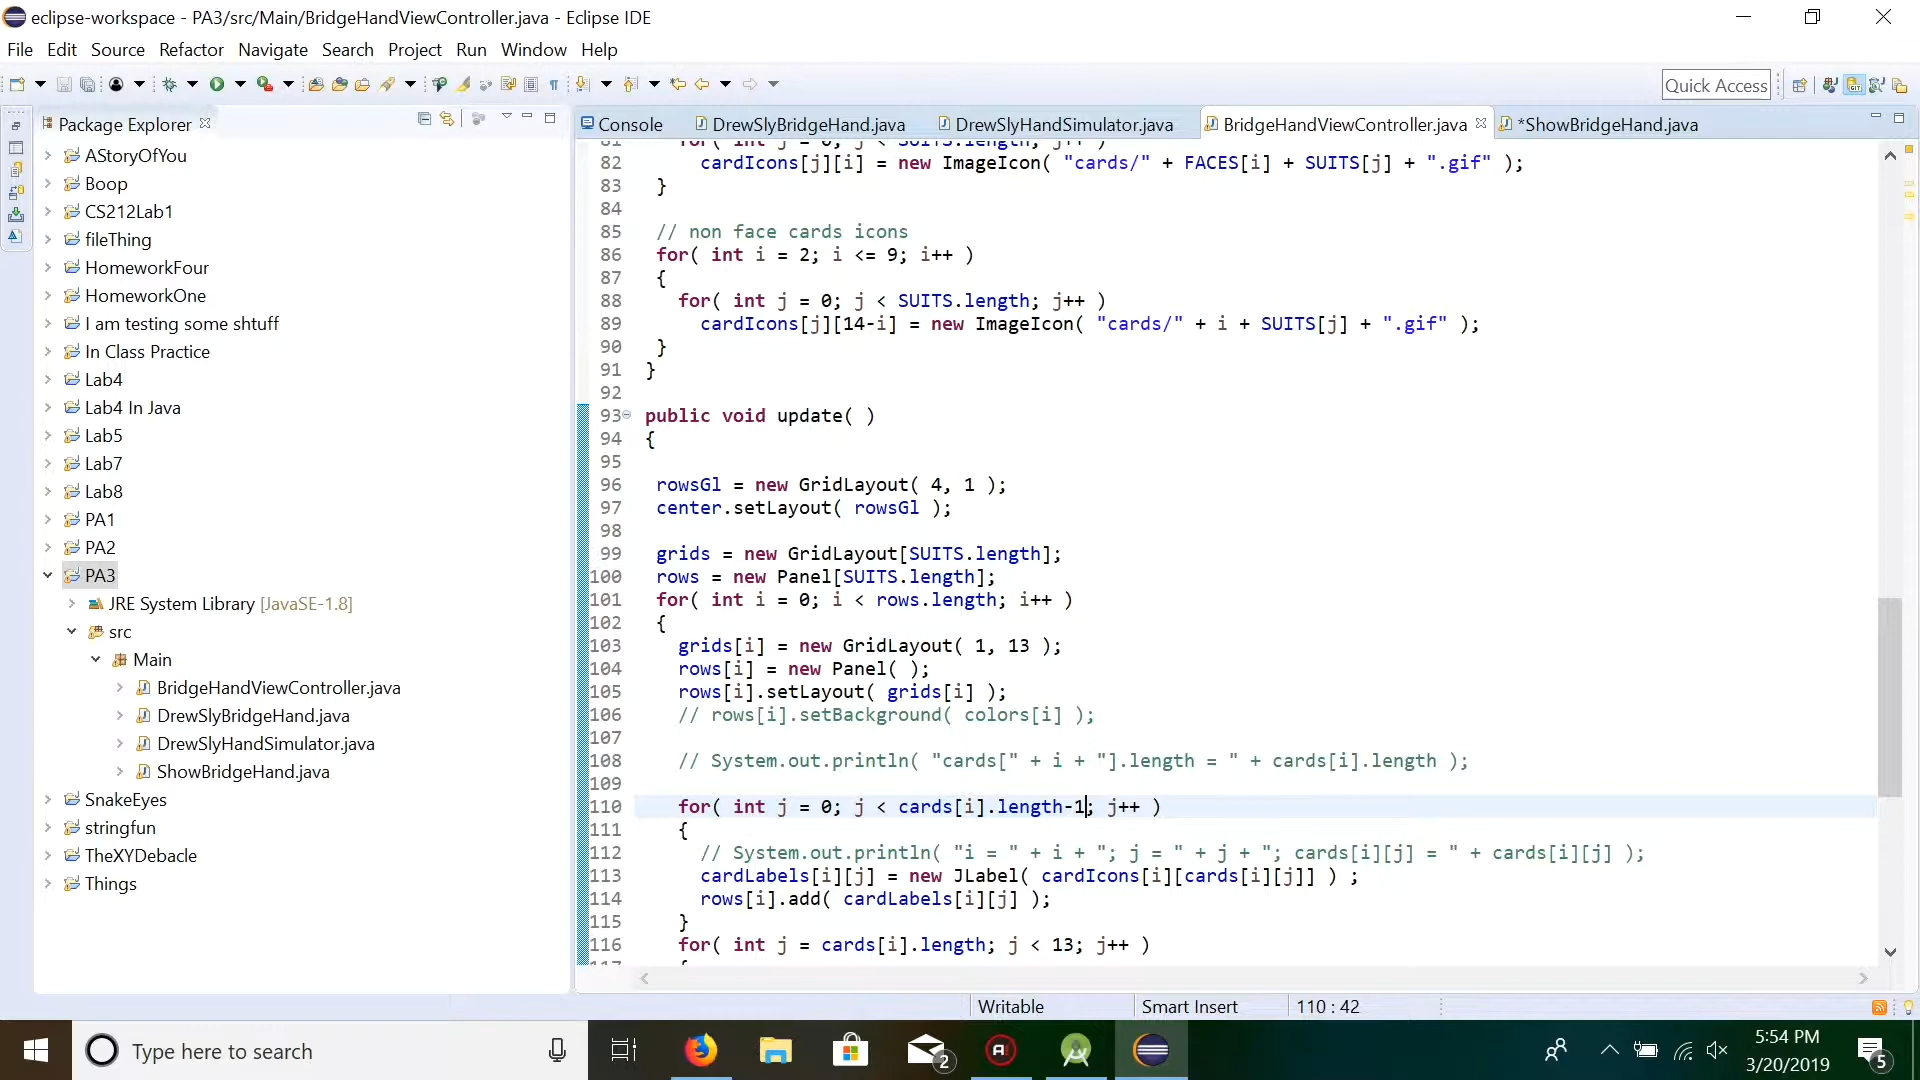 eclipse-workspace - PA3/src/Main/BridgeHandViewController.java - Eclipse IDE
File Edit Source Refactor Navigate Search Project Run Window Help
Quick Access
Package Explorer
Console DrewSlyBridgeHand.java DrewSlyHandSimulator.java BridgeHandViewController.java *ShowBridgeHand.java
AStoryOfYou
Boop
CS212Lab1
fileThing
HomeworkFour
HomeworkOne
I am testing some shtuff
In Class Practice
Lab4
Lab4 In Java
Lab5
Lab7
Lab8
PA1
PA2
PA3
JRE System Library [JavaSE-1.8]
src
Main
BridgeHandViewController.java
DrewSlyBridgeHand.java
DrewSlyHandSimulator.java
ShowBridgeHand.java
SnakeEyes
stringfun
TheXYDebacle
Things
81 for( int j = 0; j < SUITS.length; j++ )
82 cardIcons[j][i] = new ImageIcon( "cards/" + FACES[i] + SUITS[j] + ".gif" );
83 }
84
85 // non face cards icons
86 for( int i = 2; i <= 9; i++ )
87 {
88 for( int j = 0; j < SUITS.length; j++ )
89 cardIcons[j][14-i] = new ImageIcon( "cards/" + i + SUITS[j] + ".gif" );
90 }
91 }
92
93 public void update( )
94 {
95
96 rowsGl = new GridLayout( 4, 1 );
97 center.setLayout( rowsGl );
98
99 grids = new GridLayout[SUITS.length];
100 rows = new Panel[SUITS.length];
101 for( int i = 0; i < rows.length; i++ )
102 {
103 grids[i] = new GridLayout( 1, 13 );
104 rows[i] = new Panel( );
105 rows[i].setLayout( grids[i] );
106 // rows[i].setBackground( colors[i] );
107
108 // System.out.println( "cards[" + i + "].length = " + cards[i].length );
109
110 for( int j = 0; j < cards[i].length-1; j++ )
111 {
112 // System.out.println( "i = " + i + "; j = " + j + "; cards[i][j] = " + cards[i][j] );
113 cardLabels[i][j] = new JLabel( cardIcons[i][cards[i][j]] ) ;
114 rows[i].add( cardLabels[i][j] );
115 }
116 for( int j = cards[i].length; j < 13; j++ )
117 {
Writable Smart Insert 110 : 42
Type here to search
2
5:54 PM
3/20/2019
5